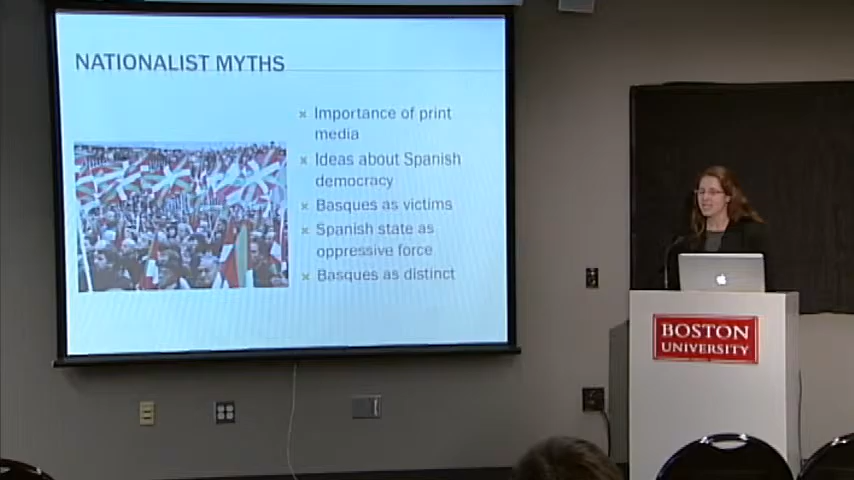 NATIONALIST MYTHS
Importance of print
media
Ideas about Spanish
democracy
Basques as victims
Spanish state as
oppressive force
Basques as distinct
BOSTON
UNIVERSITY